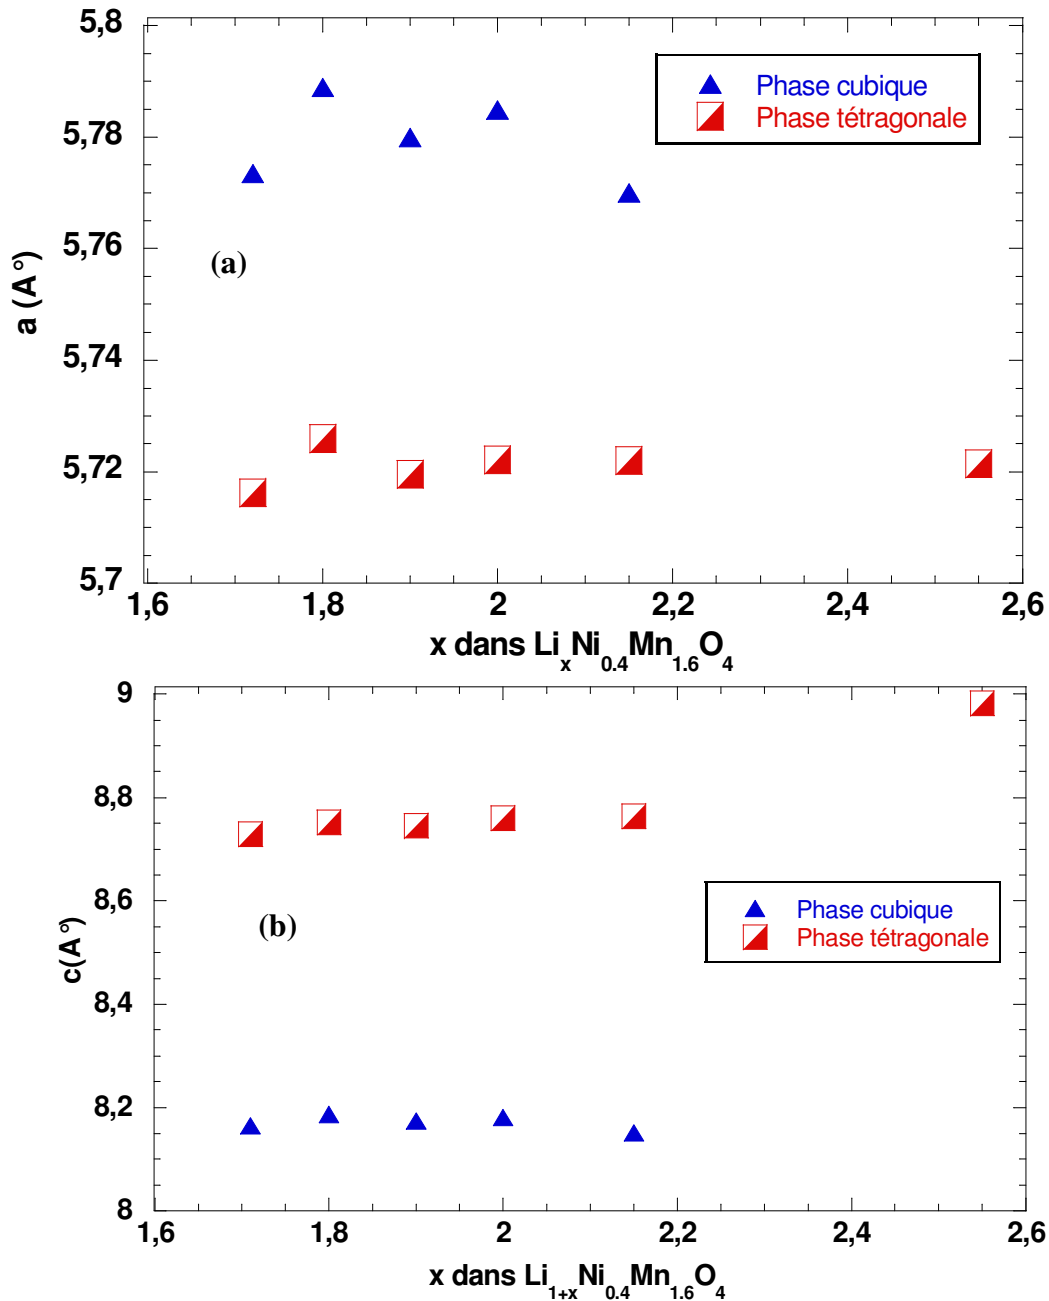 5,8
Phase cubique
Phase tétragonale
5,78
5,76
(a)
a (A°)
5,74
5,72
5,7
1,6 1,8 2 2,2 2,4 2,6
x dans LixNi0.4Mn1.6O4
9
8,8
8,6
Phase cubique
Phase tétragonale
(b)
c(A°)
8,4
8,2
8
1,6 1,8 2 2,2 2,4 2,6
x dans Li1+xNi0.4Mn1.6O4